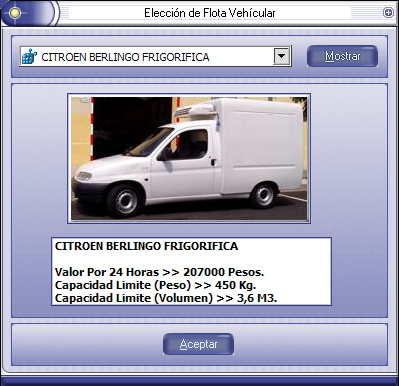 Elección de Flota Vehícular
CITROEN BERLINGO FRIGORIFICA
Mostrar
CITROEN BERLINGO FRIGORIFICA
Valor Por 24 Horas >> 207000 Pesos.
Capacidad Limite (Peso) >> 450 Kg.
Capacidad Limite (Volumen) >> 3,6 M3.
Aceptar